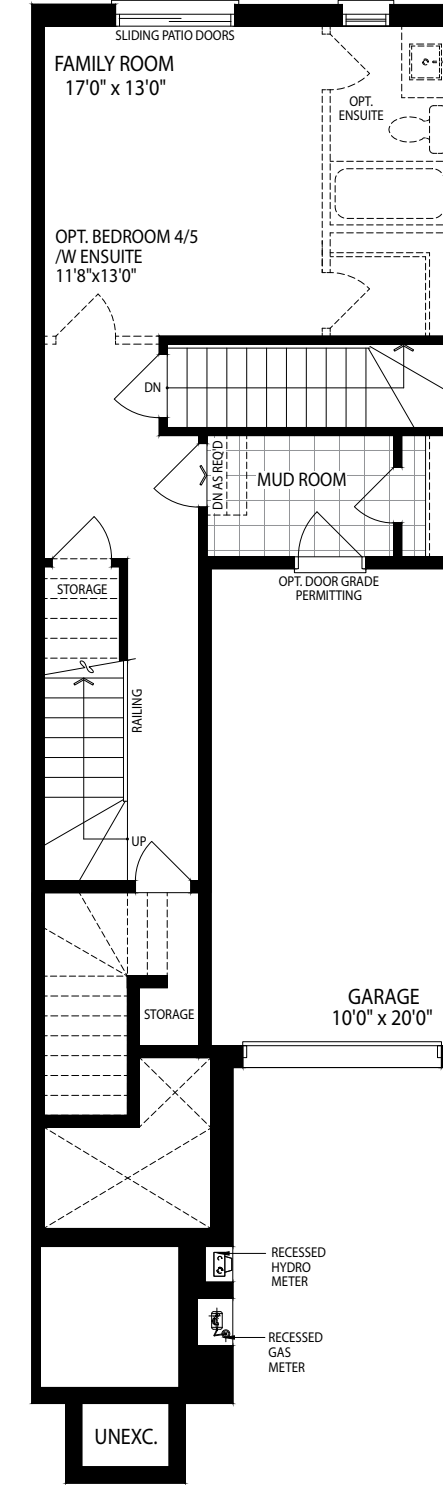 SLIDING PATIO DOORS
FAMILY ROOM
17'0" x 13'0"
OPT.
ENSUITE
OPT. BEDROOM 4/5
/W ENSUITE
11'8"x13'0"
DN
DN AS REQ'D
MUD ROOM
OPT. DOOR GRADE
PERMITTING
STORAGE
RAILING
UP
STORAGE
GARAGE
10'0" x 20'0"
RECESSED
HYDRO
METER
RECESSED
GAS
METER
UNEXC.